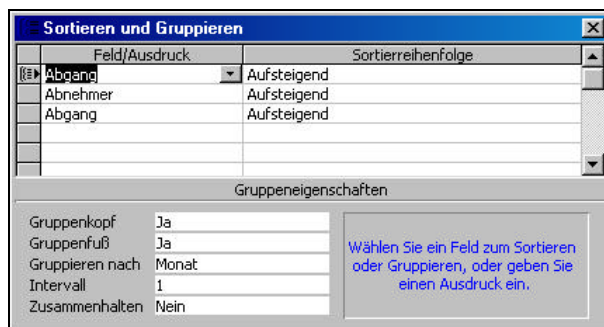 Sortieren und Gruppieren
Feld/Ausdruck Sortierreihenfolge
Abgang Aufsteigend
Abnehmer Aufsteigend
Abgang Aufsteigend
Gruppeneigenschaften
Gruppenkopf Ja
Gruppenfuß Ja
Gruppieren nach Monat
Intervall 1
Zusammenhalten Nein
Wählen Sie ein Feld zum Sortieren
oder Gruppieren, oder geben Sie
einen Ausdruck ein.